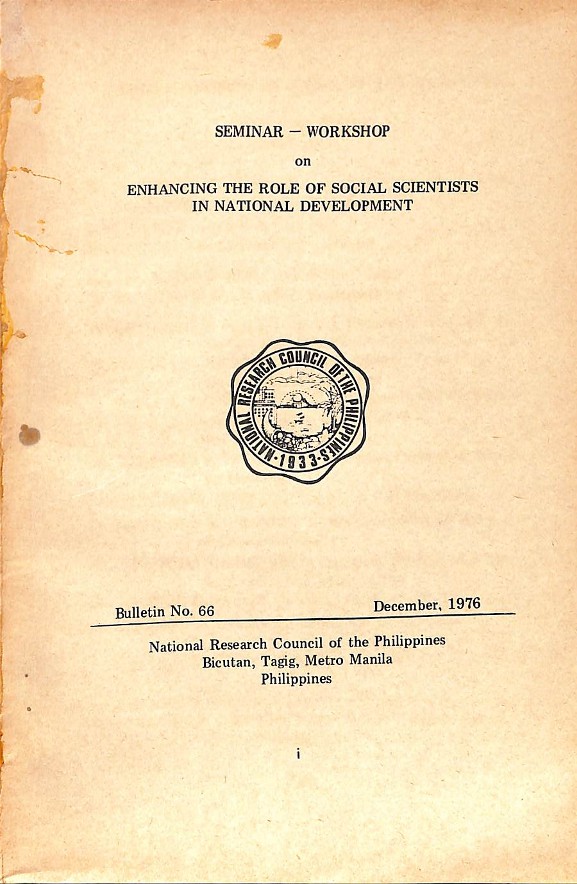 SEMINAR — WORKSHOP
on
ENHANCING THE ROLE OF SOCIAL SCIENTISTS
IN NATIONAL DEVELOPMENT
NATIONAL RESEARCH COUNCIL OF THE PHILIPPINES
·1933·
Bulletin No. 66 December, 1976
National Research Council of the Philippines
Bicutan, Tagig, Metro Manila
Philippines
i